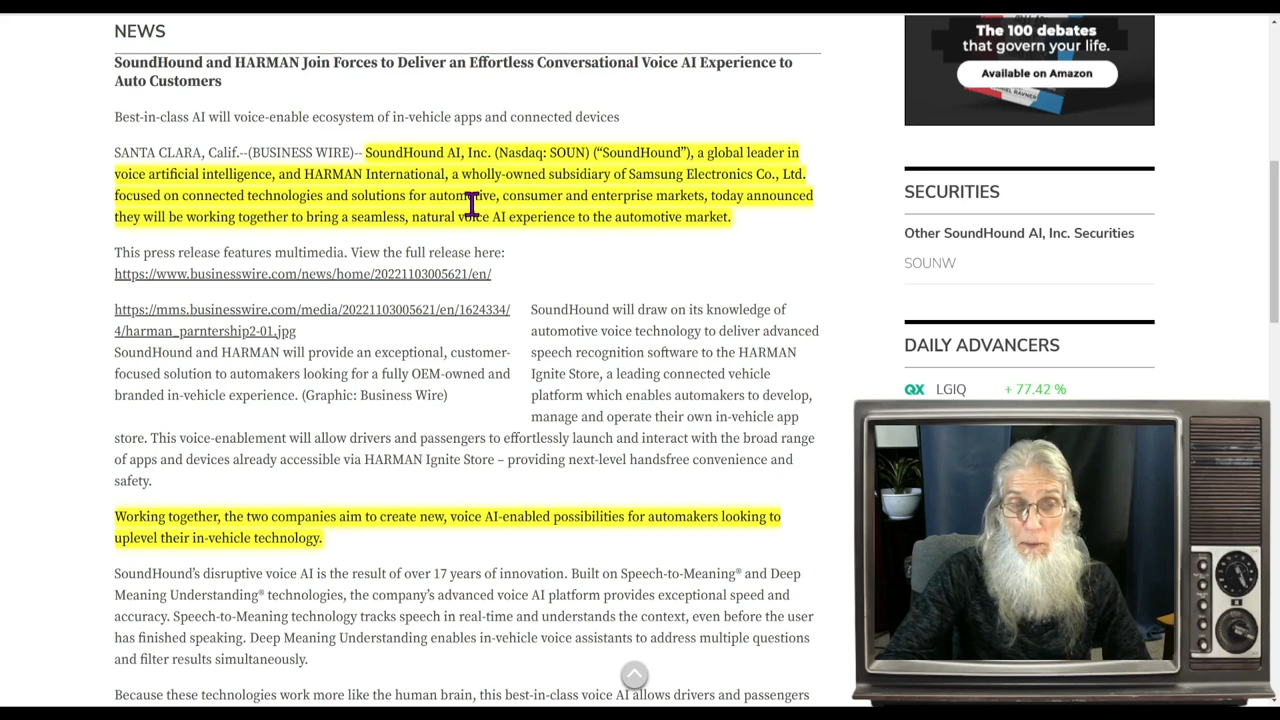 NEWS
SoundHound and HARMAN Join Forces to Deliver an Effortless Conversational Voice AI Experience to
Auto Customers
Best-in-class AI will voice-enable ecosystem of in-vehicle apps and connected devices
SANTA CLARA, Calif.--(BUSINESS WIRE)-- SoundHound AI, Inc. (Nasdaq: SOUN) (“SoundHound”), a global leader in
voice artificial intelligence, and HARMAN International, a wholly-owned subsidiary of Samsung Electronics Co., Ltd.
focused on connected technologies and solutions for automotive, consumer and enterprise markets, today announced
they will be working together to bring a seamless, natural voice AI experience to the automotive market.
This press release features multimedia. View the full release here:
https://www.businesswire.com/news/home/20221103005621/en/
https://mms.businesswire.com/media/20221103005621/en/1624334/
4/harman_parntership2-01.jpg
SoundHound and HARMAN will provide an exceptional, customer-
focused solution to automakers looking for a fully OEM-owned and
branded in-vehicle experience. (Graphic: Business Wire)
SoundHound will draw on its knowledge of
automotive voice technology to deliver advanced
speech recognition software to the HARMAN
Ignite Store, a leading connected vehicle
platform which enables automakers to develop,
manage and operate their own in-vehicle app
store. This voice-enablement will allow drivers and passengers to effortlessly launch and interact with the broad range
of apps and devices already accessible via HARMAN Ignite Store – providing next-level handsfree convenience and
safety.
Working together, the two companies aim to create new, voice AI-enabled possibilities for automakers looking to
uplevel their in-vehicle technology.
SoundHound’s disruptive voice AI is the result of over 17 years of innovation. Built on Speech-to-Meaning® and Deep
Meaning Understanding® technologies, the company’s advanced voice AI platform provides exceptional speed and
accuracy. Speech-to-Meaning technology tracks speech in real-time and understands the context, even before the user
has finished speaking. Deep Meaning Understanding enables in-vehicle voice assistants to address multiple questions
and filter results simultaneously.
Because these technologies work more like the human brain, this best-in-class voice AI allows drivers and passengers
The 100 debates
that govern your life.
Available on Amazon
SECURITIES
Other SoundHound AI, Inc. Securities
SOUNW
DAILY ADVANCERS
QX LGIQ + 77.42 %